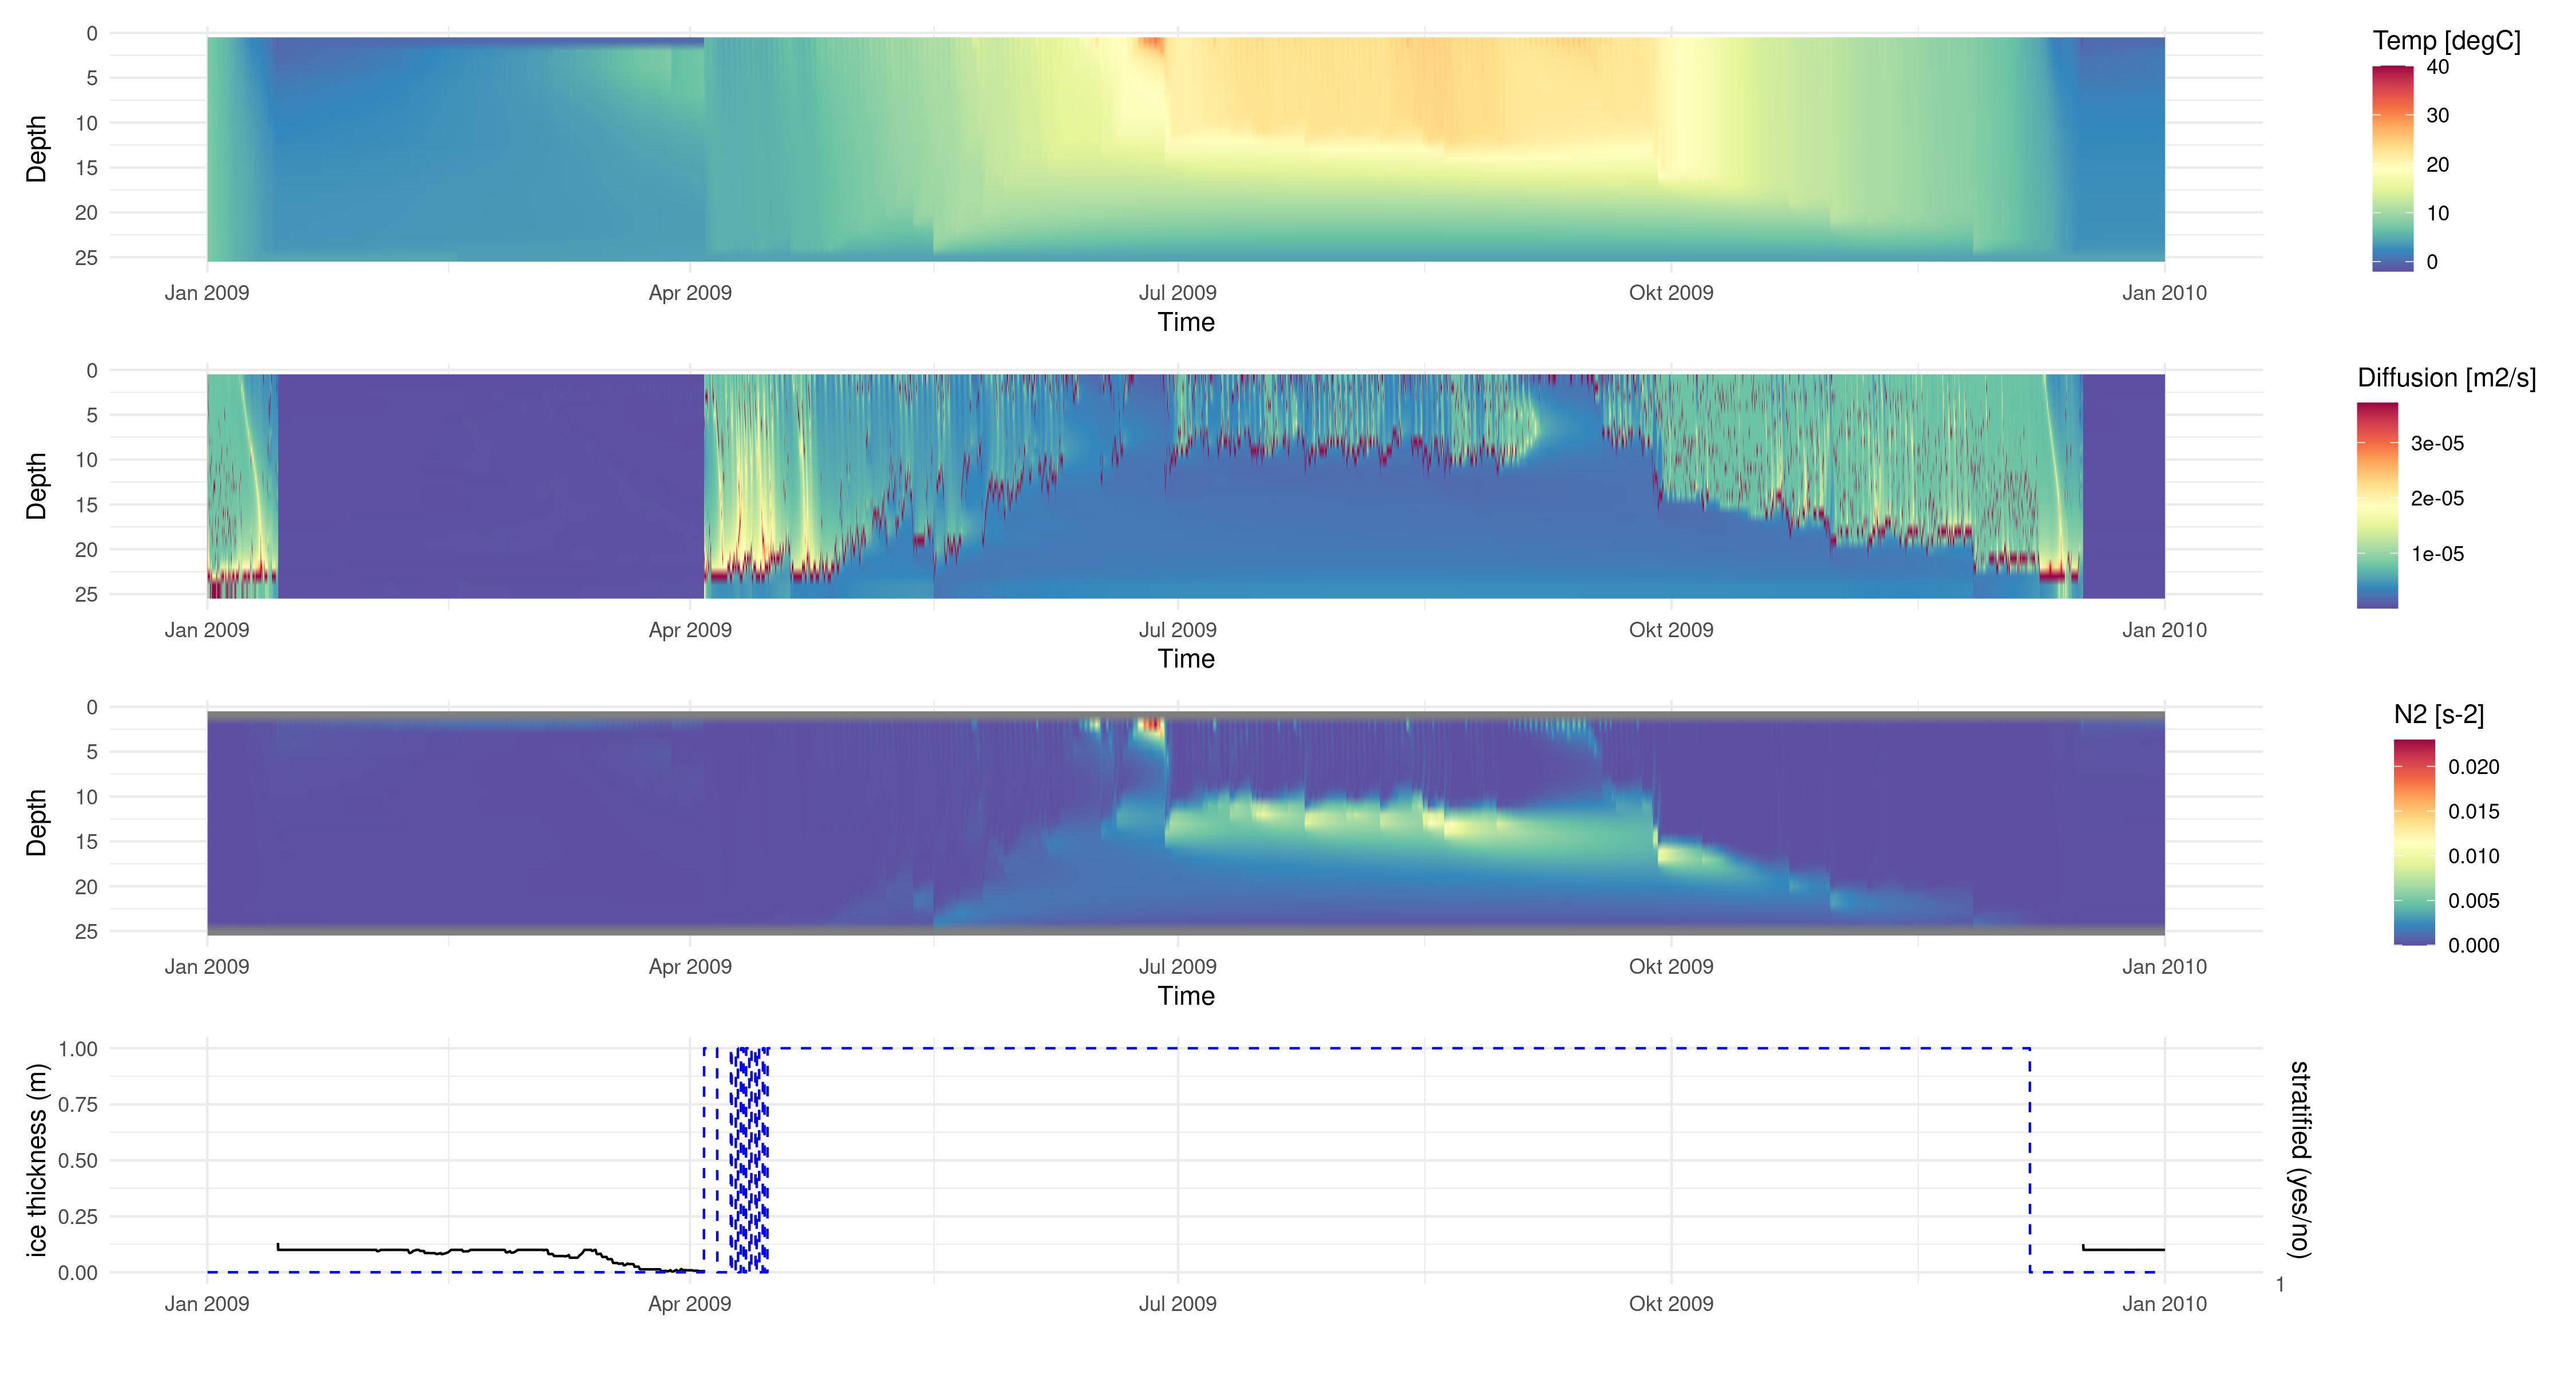 Temp [degC]
40
30
20
10
0
Depth
0
5
10
15
20
25
Jan 2009 Apr 2009 Jul 2009 Okt 2009 Jan 2010
Time
Diffusion [m2/s]
3e-05
2e-05
1e-05
Depth
0
5
10
15
20
25
Jan 2009 Apr 2009 Jul 2009 Okt 2009 Jan 2010
Time
N2 [s-2]
0.020
0.015
0.010
0.005
0.000
Depth
0
5
10
15
20
25
Jan 2009 Apr 2009 Jul 2009 Okt 2009 Jan 2010
Time
ice thickness (m)
1.00
0.75
0.50
0.25
0.00
stratified (yes/no)
1
Jan 2009 Apr 2009 Jul 2009 Okt 2009 Jan 2010